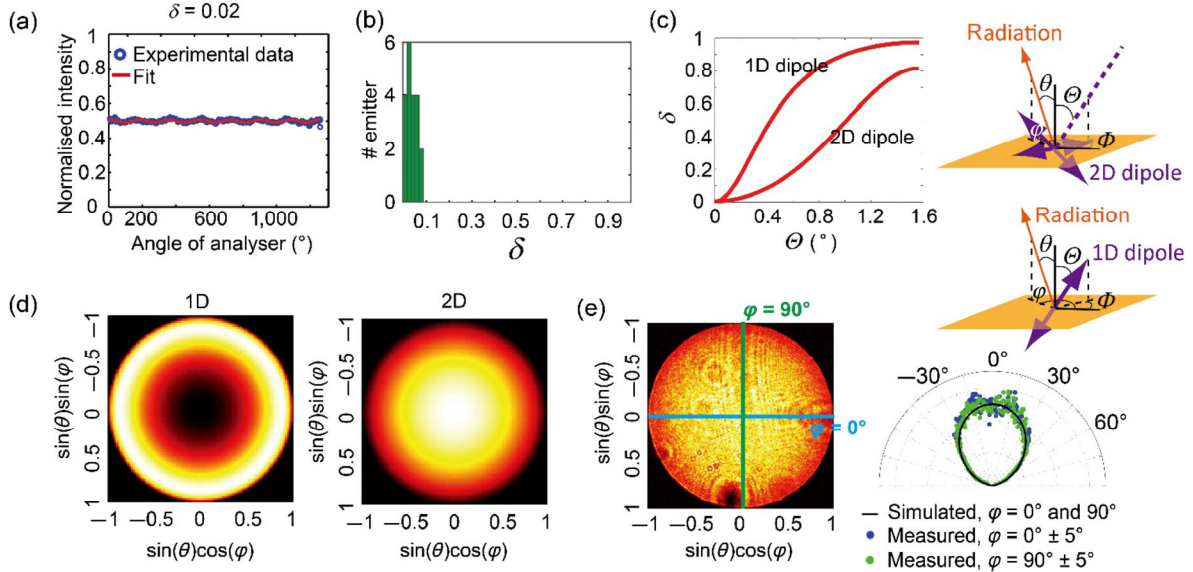 (a)
δ = 0.02
Normalised intensity
1
0.8
0.6
0.4
0.2
0
Experimental data
Fit
0 200 600 1,000
Angle of analyser (°)
(b)
# emitter
6
4
2
0
0.1 0.3 0.5 0.7 0.9
δ
(c)
δ
1
0.8
0.6
0.4
0.2
0
1D dipole
2D dipole
0 0.4 0.8 1.2 1.6
Θ (°)
Radiation
θ
Θ
φ
Φ
2D dipole
Radiation
θ
Θ
1D dipole
φ
Φ
(d)
1D
sin(θ)sin(φ)
−1
−0.5
0
0.5
1
−1 −0.5 0 0.5 1
sin(θ)cos(φ)
2D
sin(θ)sin(φ)
−1
−0.5
0
0.5
1
−1 −0.5 0 0.5 1
sin(θ)cos(φ)
(e)
φ = 90°
φ = 0°
sin(θ)sin(φ)
−1
−0.5
0
0.5
1
−1 −0.5 0 0.5 1
sin(θ)cos(φ)
0°
−30° 30°
60°
Simulated, φ = 0° and 90°
Measured, φ = 0° ± 5°
Measured, φ = 90° ± 5°